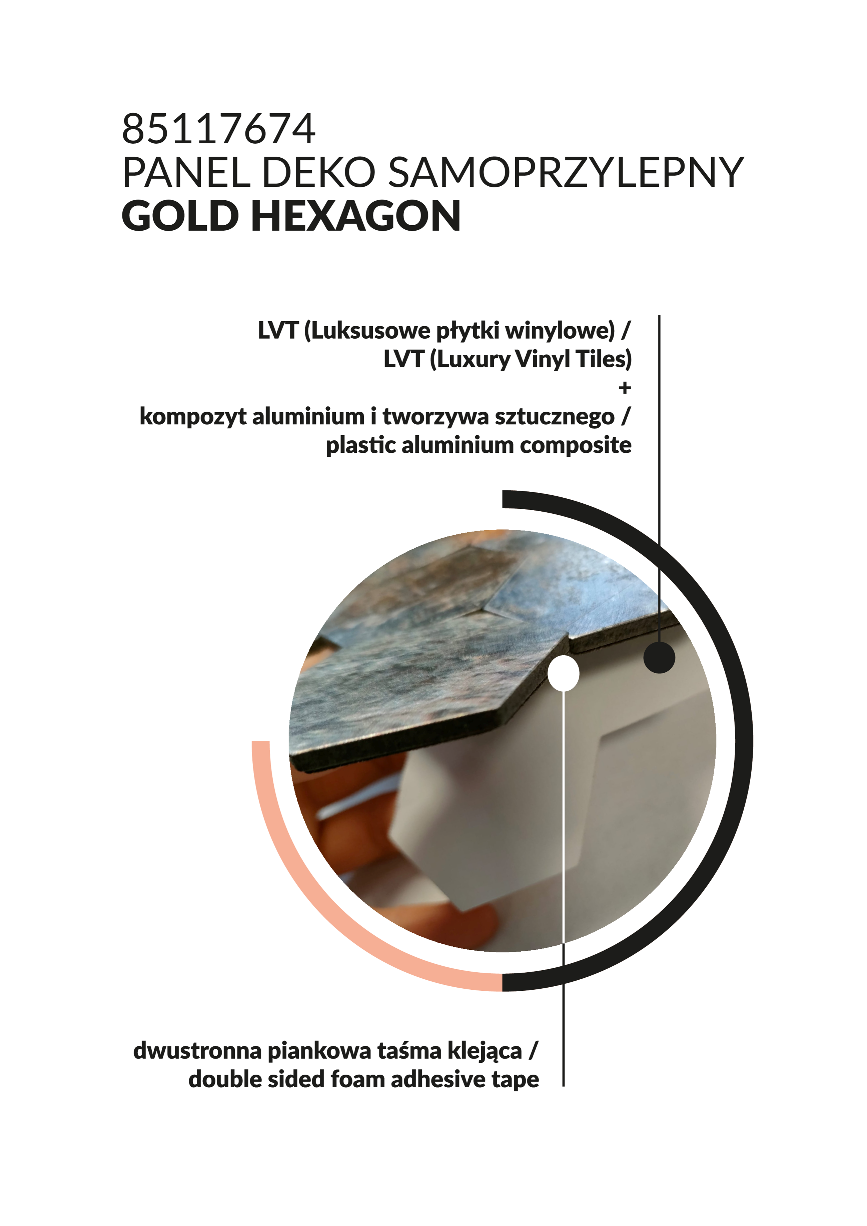 85117674
PANEL DEKO SAMOPRZYLEPNY
GOLD HEXAGON
LVT (Luksusowe płytki winylowe) /
LVT (Luxury Vinyl Tiles)
+
kompozyt aluminium i tworzywa sztucznego /
plastic aluminium composite
dwustronna piankowa taśma klejąca /
double sided foam adhesive tape